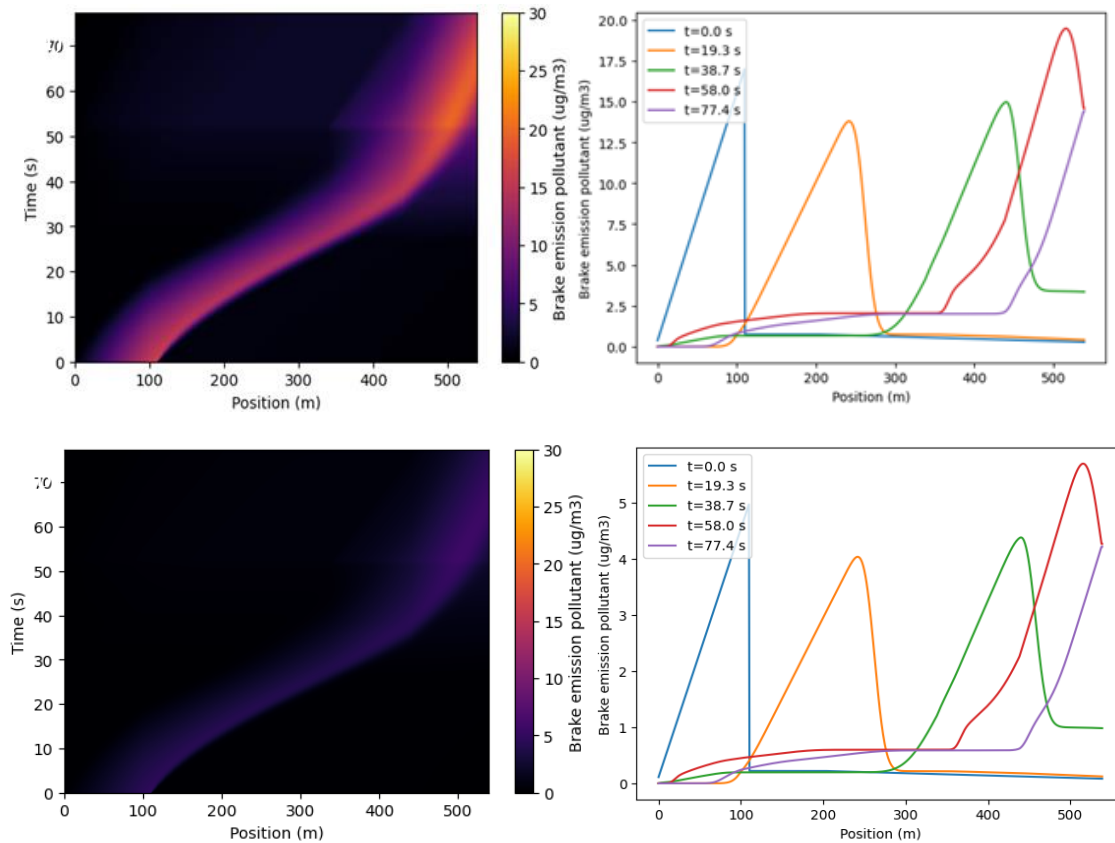 70
60
50
40
30
20
10
0
Time (s)
0 100 200 300 400 500
Position (m)
30
25
20
15
10
5
0
Brake emission pollutant (ug/m3)
20.0
17.5
15.0
12.5
10.0
7.5
5.0
2.5
0.0
Brake emission pollutant (ug/m3)
t=0.0 s
t=19.3 s
t=38.7 s
t=58.0 s
t=77.4 s
0 100 200 300 400 500
Position (m)
70
60
50
40
30
20
10
0
Time (s)
0 100 200 300 400 500
Position (m)
30
25
20
15
10
5
0
Brake emission pollutant (ug/m3)
5
4
3
2
1
0
Brake emission pollutant (ug/m3)
t=0.0 s
t=19.3 s
t=38.7 s
t=58.0 s
t=77.4 s
0 100 200 300 400 500
Position (m)